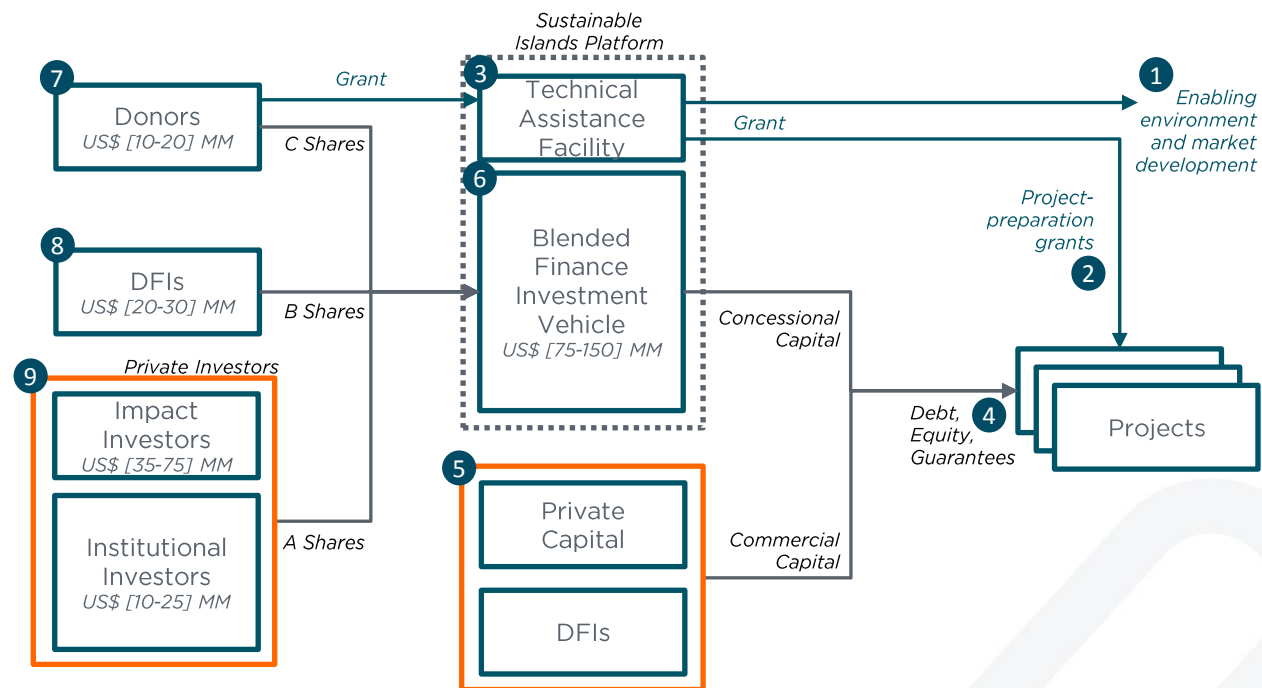 Sustainable
Islands Platform
7
Donors
US$ [10-20] MM
Grant
C Shares
3
Technical
Assistance
Facility
Grant
1
Enabling
environment
and market
development
Project-
preparation
grants
2
8
DFIs
US$ [20-30] MM
B Shares
6
Blended
Finance
Investment
Vehicle
US$ [75-150] MM
Concessional
Capital
9
Private Investors
Impact
Investors
US$ [35-75] MM
Institutional
Investors
US$ [10-25] MM
A Shares
5
Private
Capital
DFIs
Commercial
Capital
4
Debt,
Equity,
Guarantees
Projects